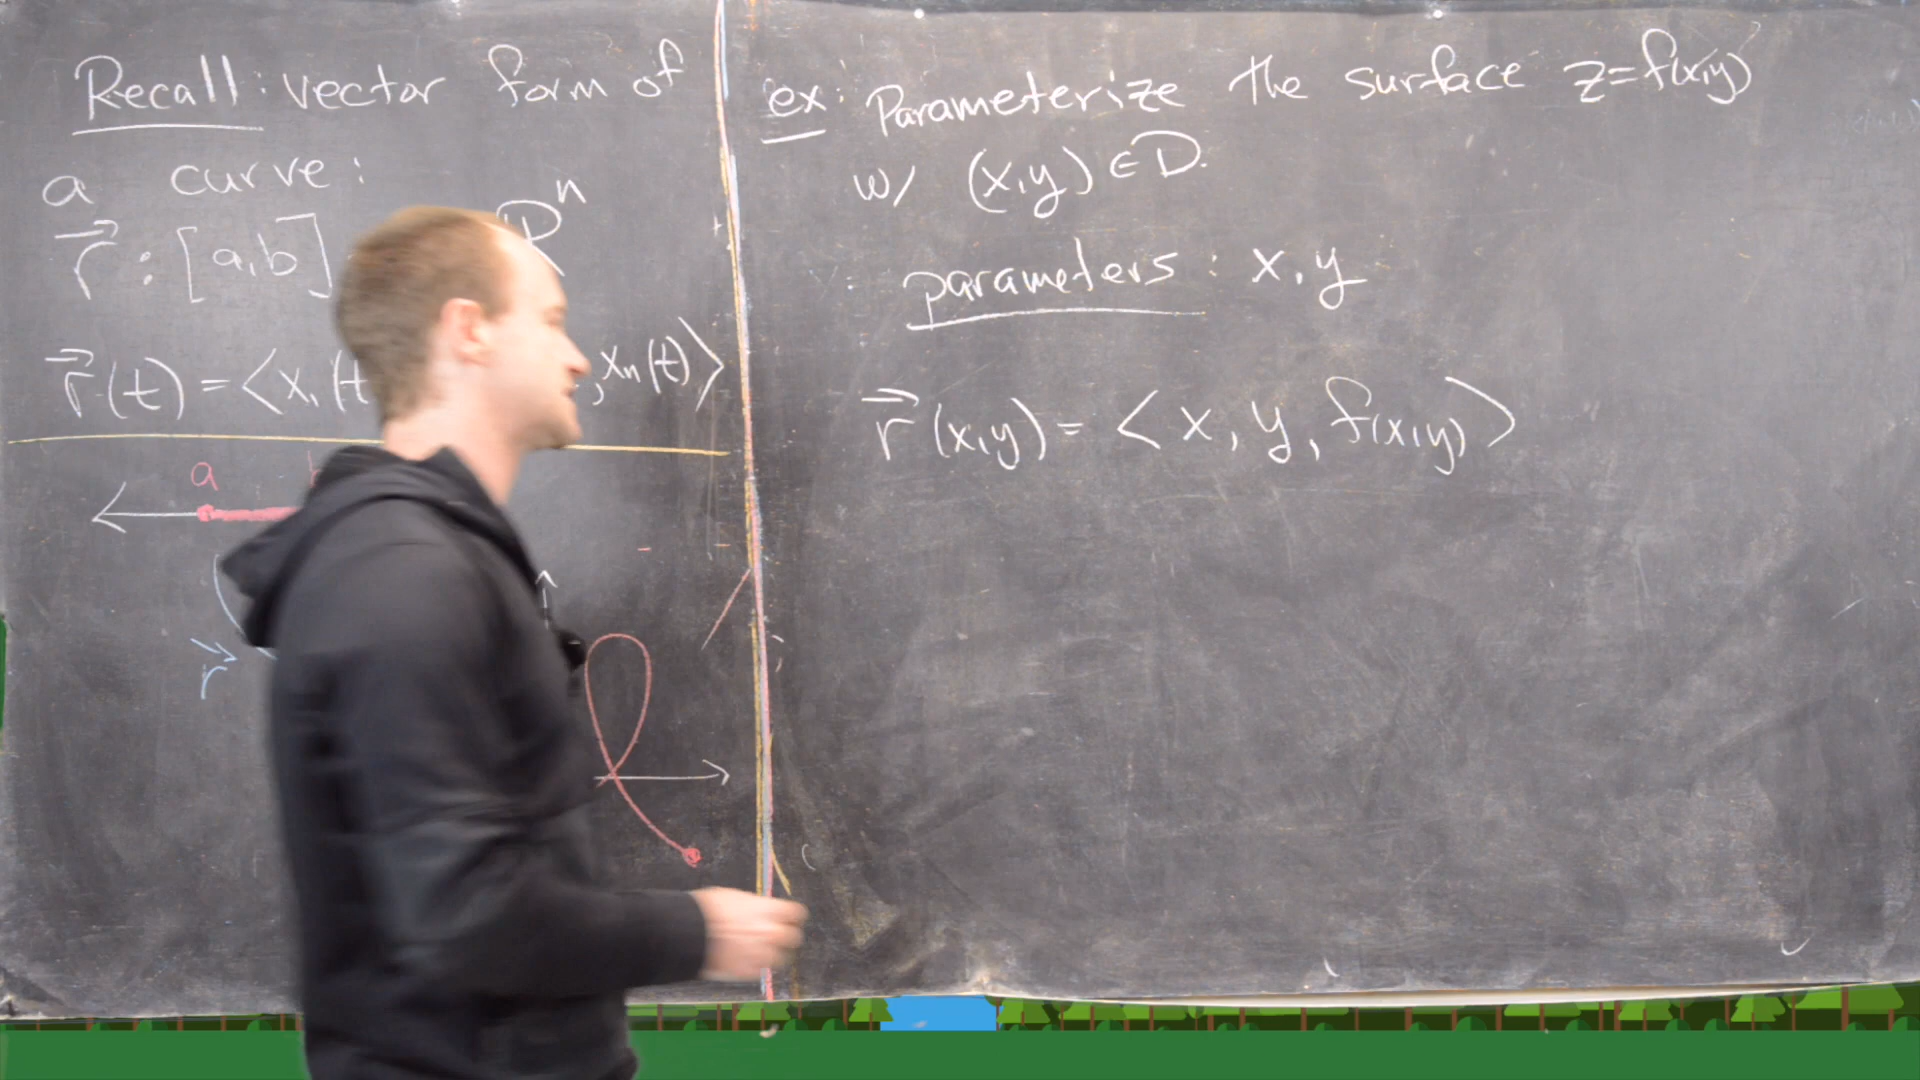 Recall: vector form of
a curve:
r⃗ : [a,b] ℝⁿ
r⃗(t) = ⟨x₁(t , xₙ(t)⟩
a
r⃗
ex: Parameterize the surface z=f(x,y)
w/ (x,y) ∈ D.
parameters: x, y
r⃗(x,y) = ⟨x, y, f(x,y)⟩